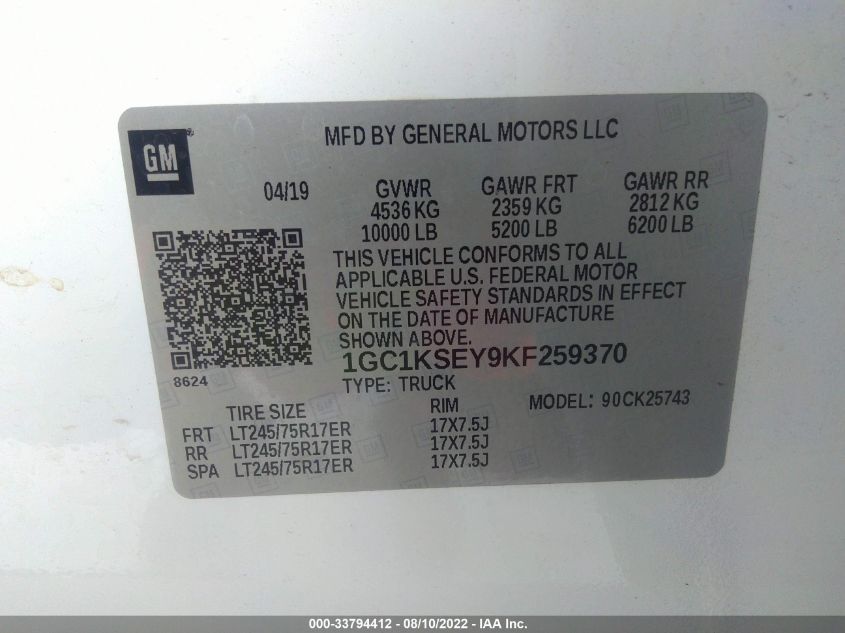 GM
MFD BY GENERAL MOTORS LLC
04/19 GVWR GAWR FRT GAWR RR
4536 KG 2359 KG 2812 KG
10000 LB 5200 LB 6200 LB
THIS VEHICLE CONFORMS TO ALL
APPLICABLE U.S. FEDERAL MOTOR
VEHICLE SAFETY STANDARDS IN EFFECT
ON THE DATE OF MANUFACTURE
SHOWN ABOVE.
1GC1KSEY9KF259370
8624
TYPE: TRUCK
TIRE SIZE RIM MODEL: 90CK25743
FRT LT245/75R17ER 17X7.5J
RR LT245/75R17ER 17X7.5J
SPA LT245/75R17ER 17X7.5J
000-33794412 - 08/10/2022 - IAA Inc.